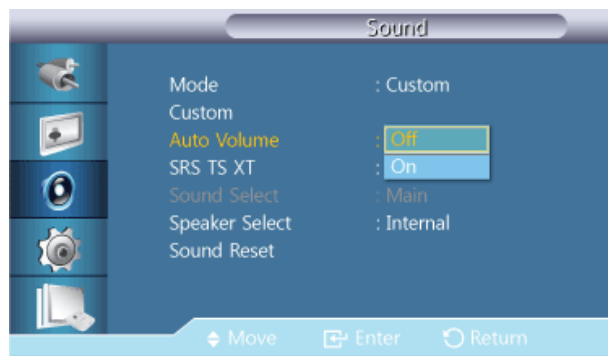 Sound
Mode : Custom
Custom
Auto Volume : Off
SRS TS XT : On
Sound Select : Main
Speaker Select : Internal
Sound Reset
Move Enter Return